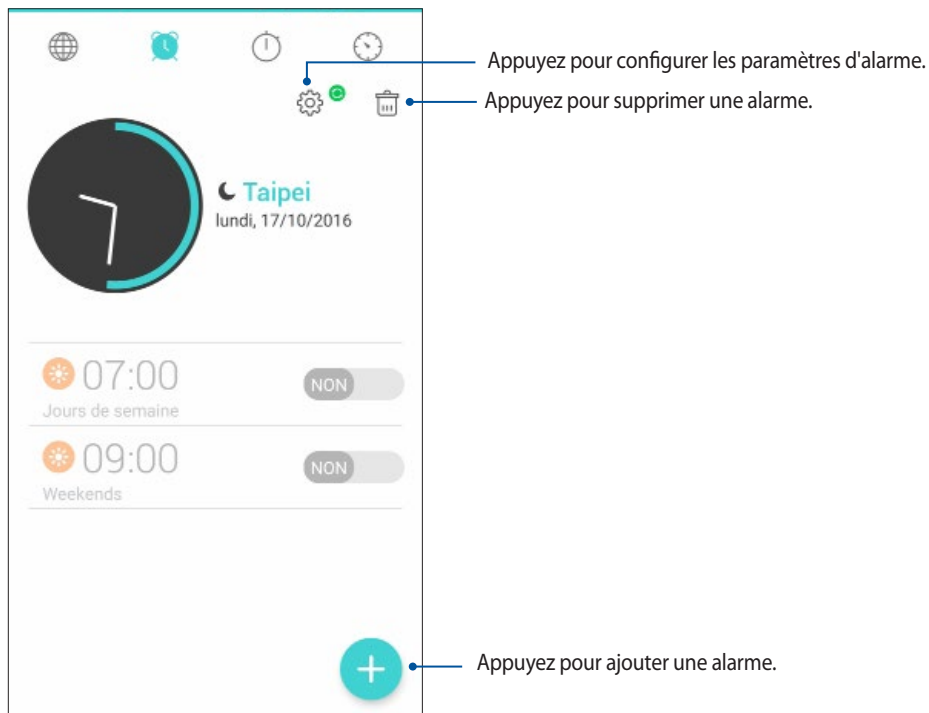 Appuyez pour configurer les paramètres d'alarme.
Appuyez pour supprimer une alarme.
Taipei
lundi, 17/10/2016
07:00
NON
Jours de semaine
09:00
NON
Weekends
Appuyez pour ajouter une alarme.